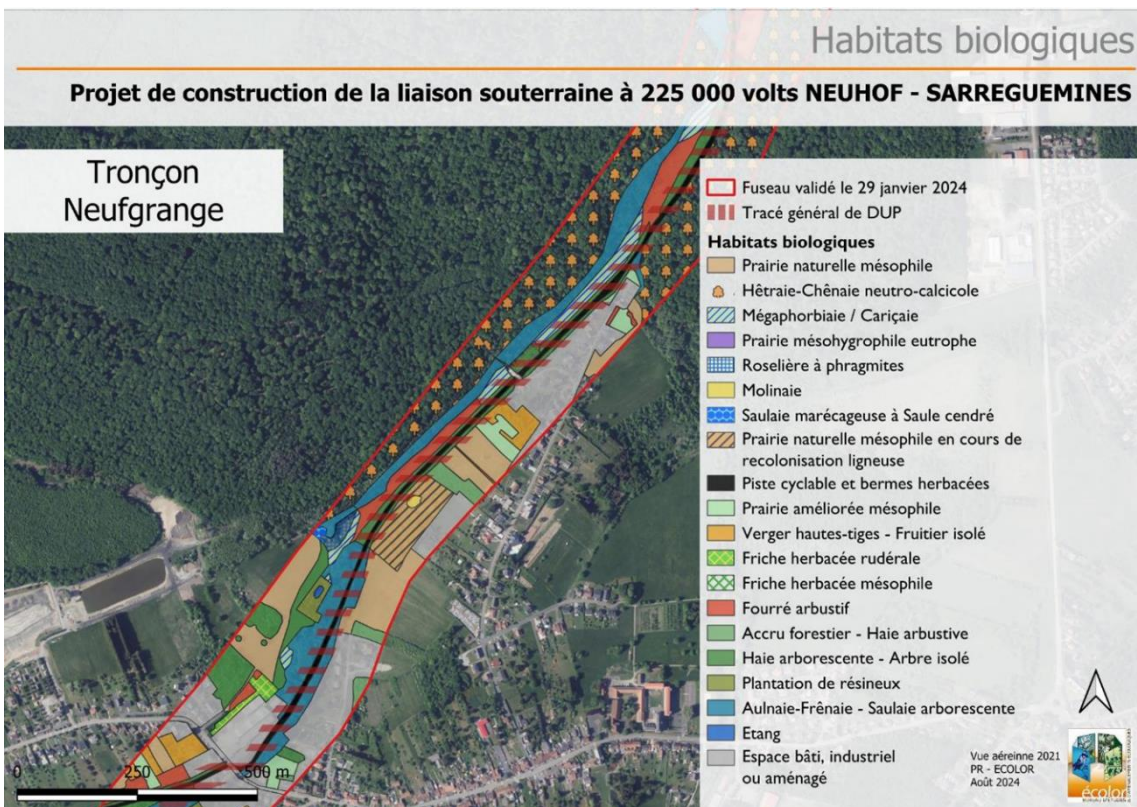 Habitats biologiques
Projet de construction de la liaison souterraine à 225 000 volts NEUHOF - SARREGUEMINES
Tronçon
Neufgrange
Fuseau validé le 29 janvier 2024
Tracé général de DUP
Habitats biologiques
Prairie naturelle mésophile
Hêtraie-Chênaie neutro-calcicole
Mégaphorbiaie / Cariçaie
Prairie mésohygrophile eutrophe
Roselière à phragmites
Molinaie
Saulaie marécageuse à Saule cendré
Prairie naturelle mésophile en cours de
recolonisation ligneuse
Piste cyclable et bermes herbacées
Prairie améliorée mésophile
Verger hautes-tiges - Fruitier isolé
Friche herbacée rudérale
Friche herbacée mésophile
Fourré arbustif
Accru forestier - Haie arbustive
Haie arborescente - Arbre isolé
Plantation de résineux
Aulnaie-Frênaie - Saulaie arborescente
Etang
Espace bâti, industriel
ou aménagé
0 250 500 m
Vue aéreinne 2021
PR - ECOLOR
Août 2024
écolor